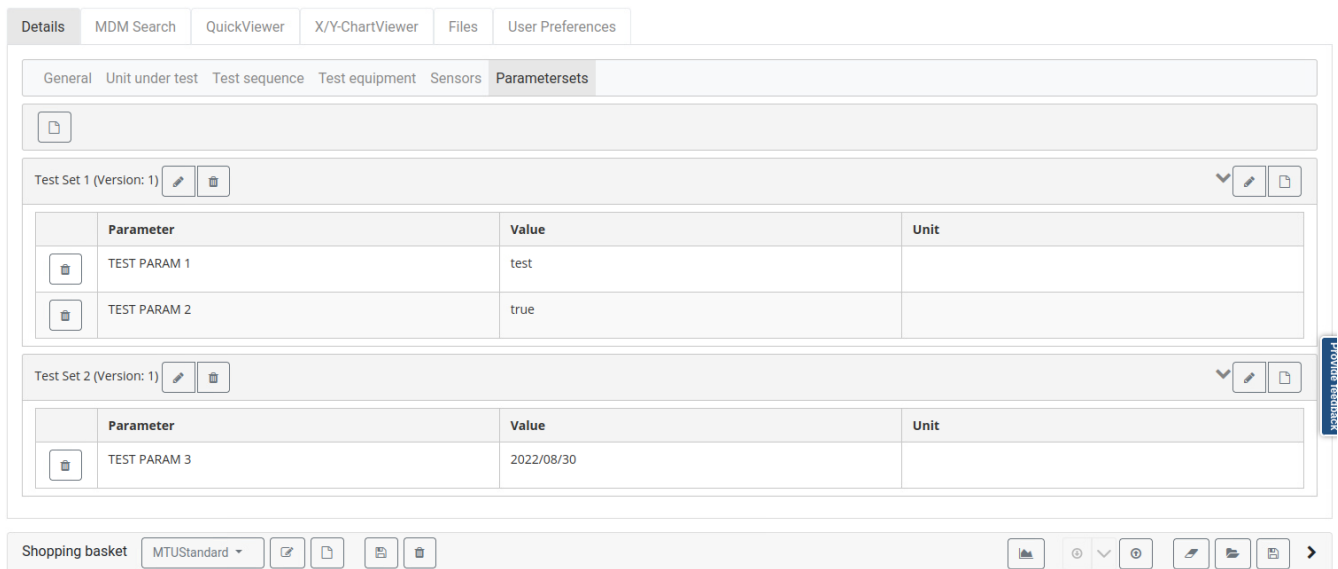 Details MDM Search QuickViewer X/Y-ChartViewer Files User Preferences
General Unit under test Test sequence Test equipment Sensors Parametersets
Test Set 1 (Version: 1)
Parameter Value Unit
TEST PARAM 1 test
TEST PARAM 2 true
Provide feedback
Test Set 2 (Version: 1)
Parameter Value Unit
TEST PARAM 3 2022/08/30
Shopping basket MTUStandard